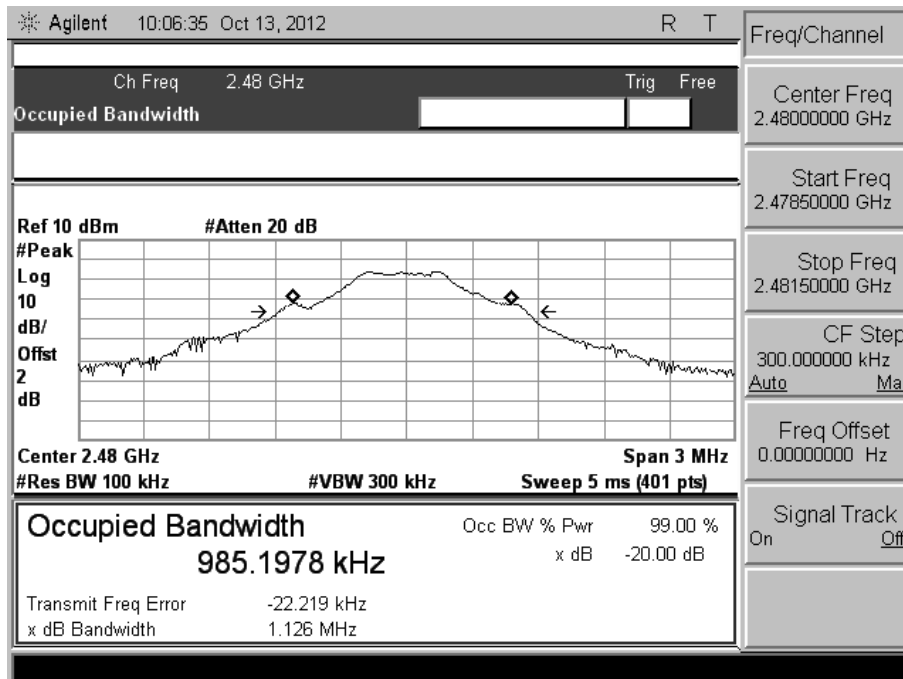 Agilent 10:06:35 Oct 13, 2012 R T
Ch Freq 2.48 GHz Trig Free
Occupied Bandwidth
Ref 10 dBm #Atten 20 dB
#Peak
Log
10
dB/
Offst
2
dB
Center 2.48 GHz Span 3 MHz
#Res BW 100 kHz #VBW 300 kHz Sweep 5 ms (401 pts)
Occupied Bandwidth
985.1978 kHz
Occ BW % Pwr 99.00 %
x dB -20.00 dB
Transmit Freq Error -22.219 kHz
x dB Bandwidth 1.126 MHz
Freq/Channel
Center Freq
2.48000000 GHz
Start Freq
2.47850000 GHz
Stop Freq
2.48150000 GHz
CF Step
300.000000 kHz
Auto Ma
Freq Offset
0.00000000 Hz
Signal Track
On Off